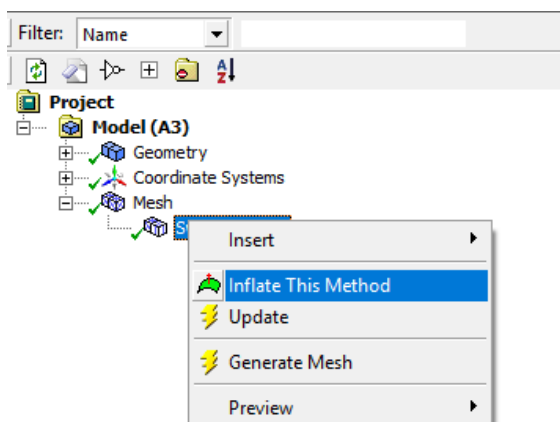 Filter: Name
Project
Model (A3)
Geometry
Coordinate Systems
Mesh
Insert
Inflate This Method
Update
Generate Mesh
Preview